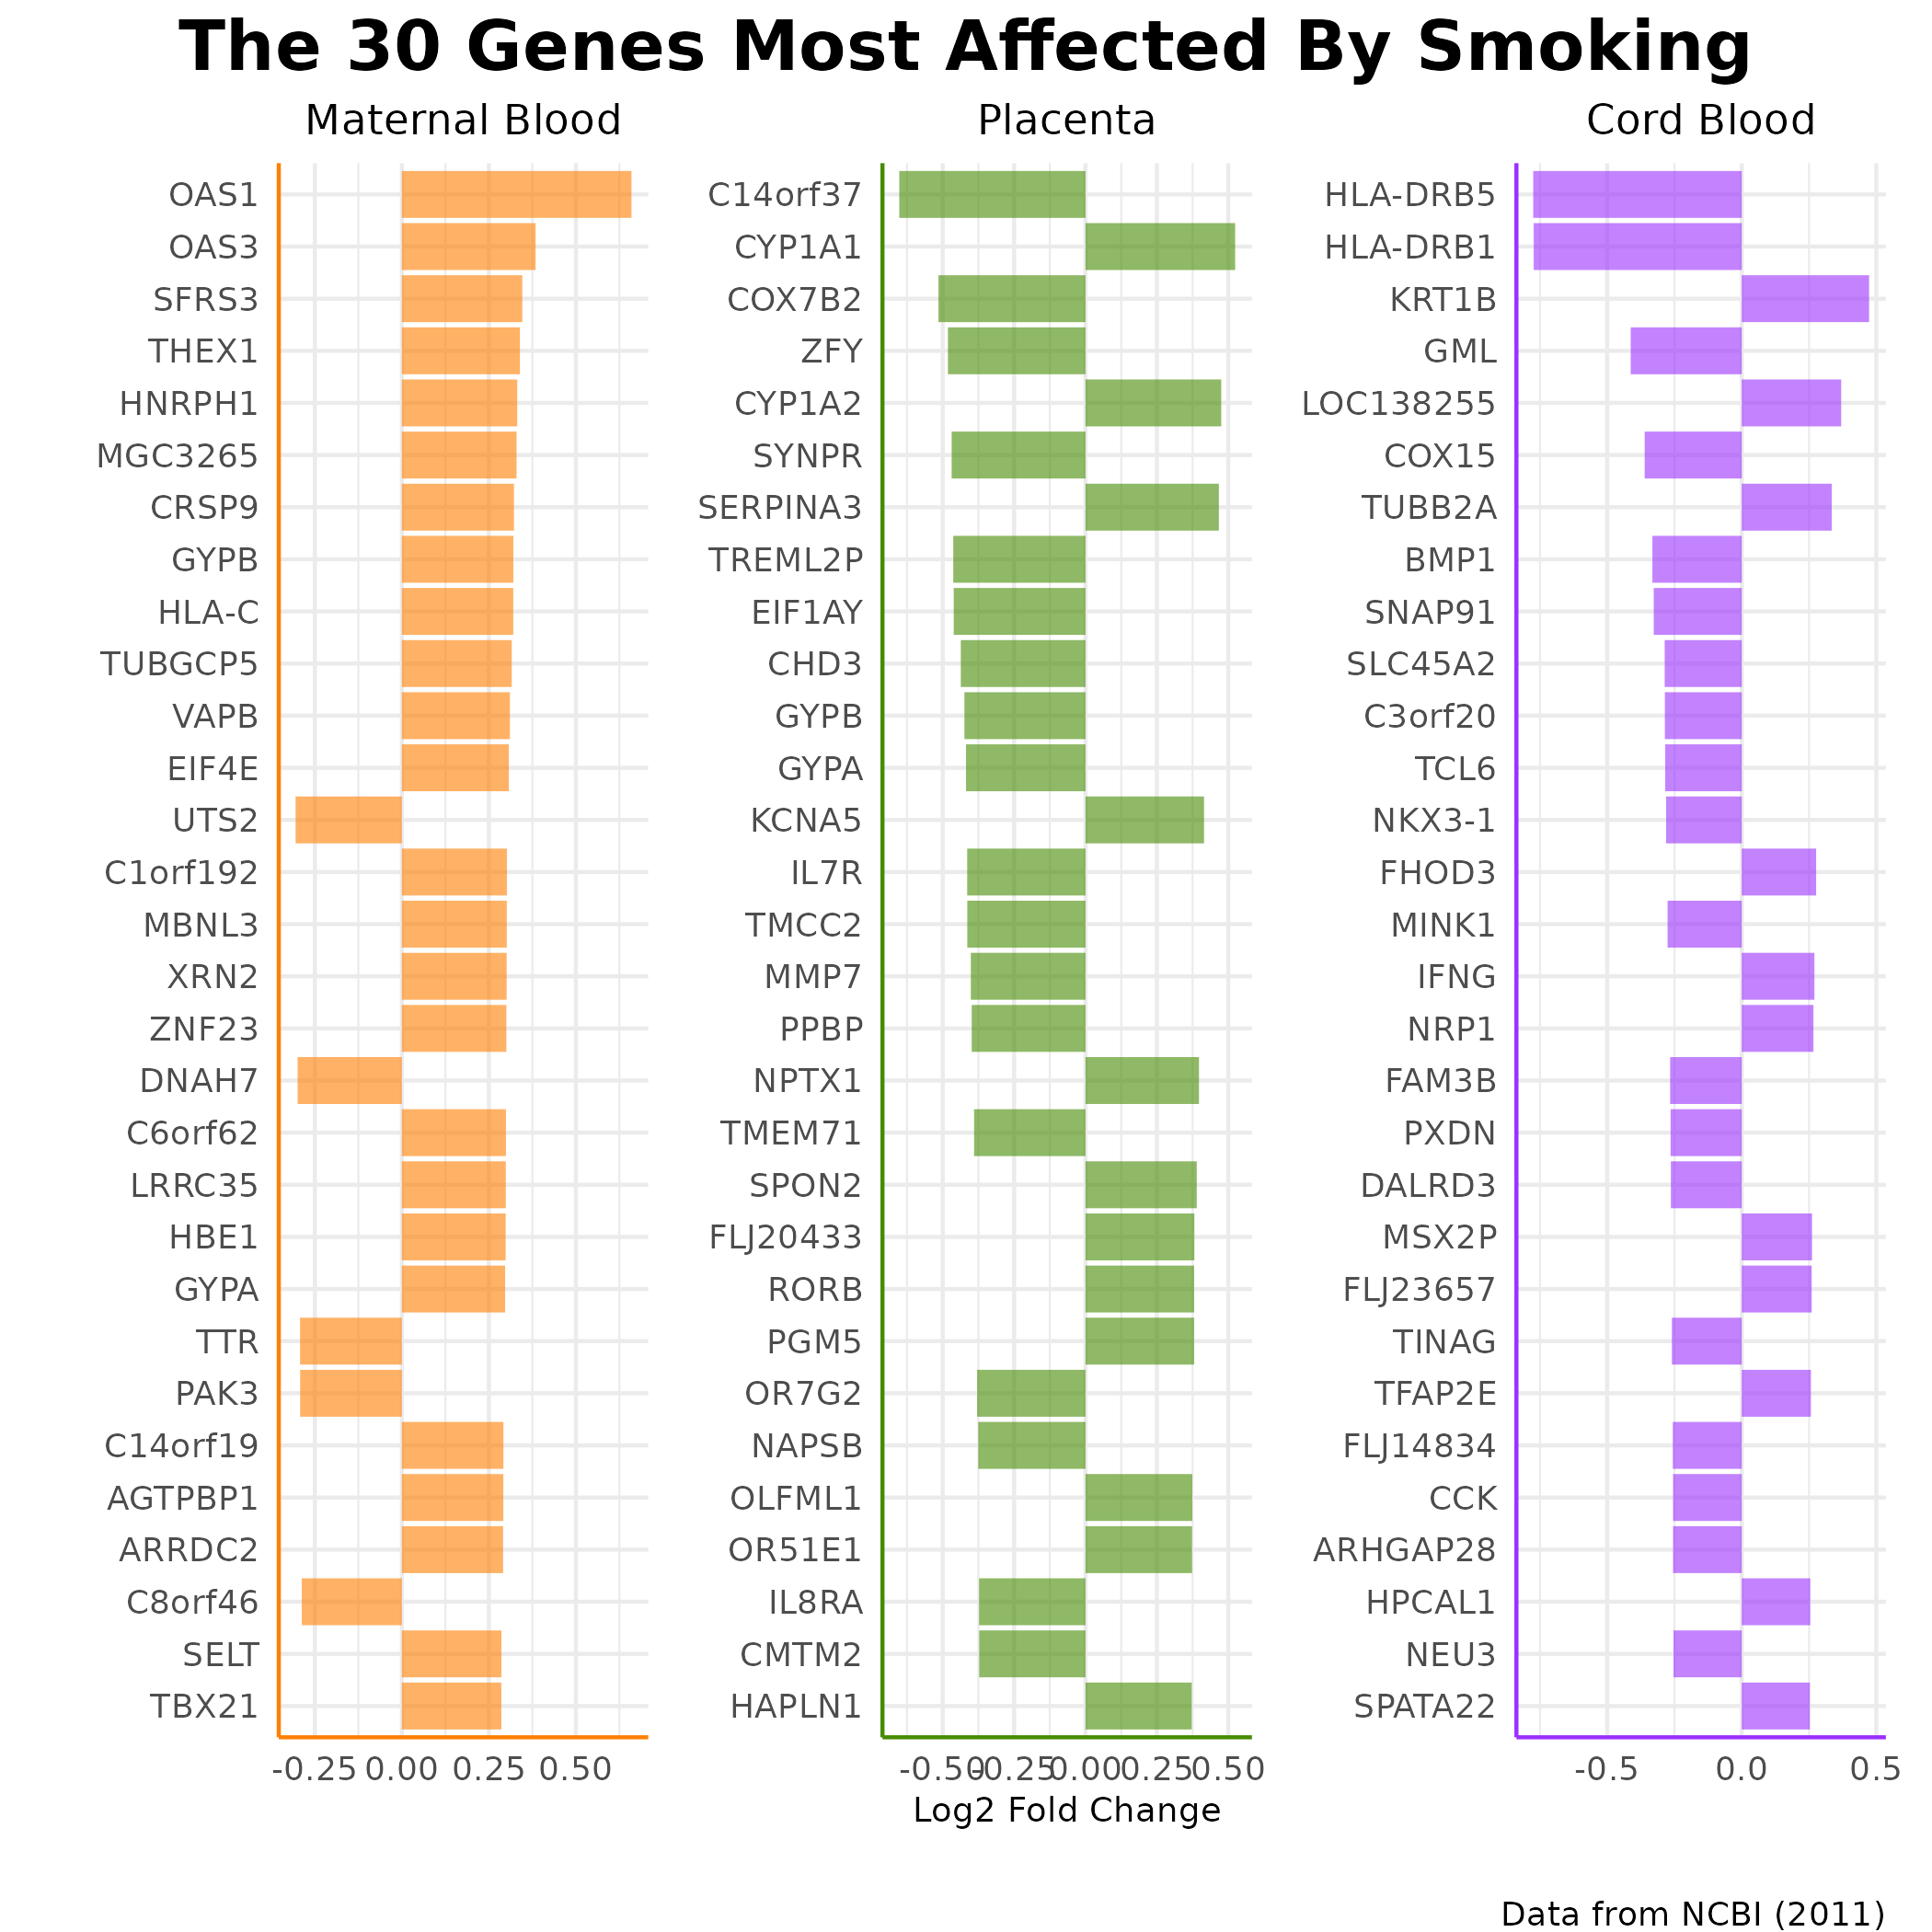 The 30 Genes Most Affected By Smoking
Maternal Blood
OAS1
OAS3
SFRS3
THEX1
HNRPH1
MGC3265
CRSP9
GYPB
HLA-C
TUBGCP5
VAPB
EIF4E
UTS2
C1orf192
MBNL3
XRN2
ZNF23
DNAH7
C6orf62
LRRC35
HBE1
GYPA
TTR
PAK3
C14orf19
AGTPBP1
ARRDC2
C8orf46
SELT
TBX21
-0.25 0.00 0.25 0.50
Placenta
C14orf37
CYP1A1
COX7B2
ZFY
CYP1A2
SYNPR
SERPINA3
TREML2P
EIF1AY
CHD3
GYPB
GYPA
KCNA5
IL7R
TMCC2
MMP7
PPBP
NPTX1
TMEM71
SPON2
FLJ20433
RORB
PGM5
OR7G2
NAPSB
OLFML1
OR51E1
IL8RA
CMTM2
HAPLN1
-0.50 -0.25 0.00 0.25 0.50
Log2 Fold Change
Cord Blood
HLA-DRB5
HLA-DRB1
KRT1B
GML
LOC138255
COX15
TUBB2A
BMP1
SNAP91
SLC45A2
C3orf20
TCL6
NKX3-1
FHOD3
MINK1
IFNG
NRP1
FAM3B
PXDN
DALRD3
MSX2P
FLJ23657
TINAG
TFAP2E
FLJ14834
CCK
ARHGAP28
HPCAL1
NEU3
SPATA22
-0.5 0.0 0.5
Data from NCBI (2011)